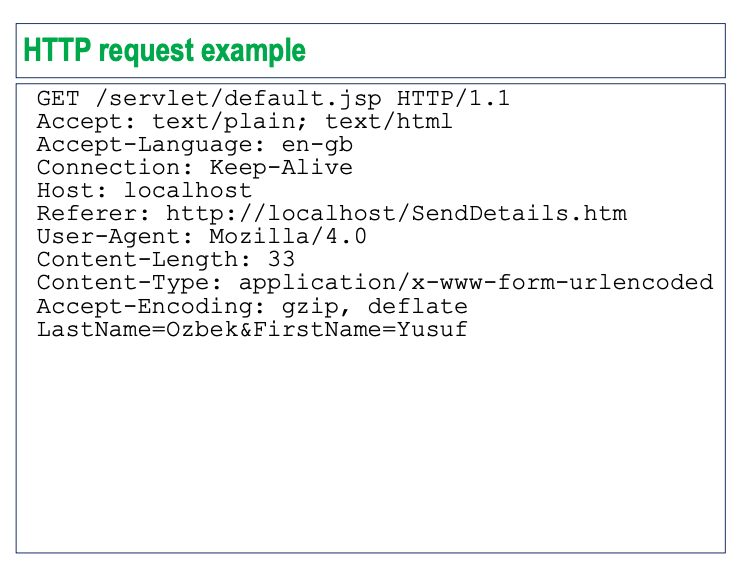 HTTP request example
GET /servlet/default.jsp HTTP/1.1
Accept: text/plain; text/html
Accept-Language: en-gb
Connection: Keep-Alive
Host: localhost
Referer: http://localhost/SendDetails.htm
User-Agent: Mozilla/4.0
Content-Length: 33
Content-Type: application/x-www-form-urlencoded
Accept-Encoding: gzip, deflate
LastName=Ozbek&FirstName=Yusuf